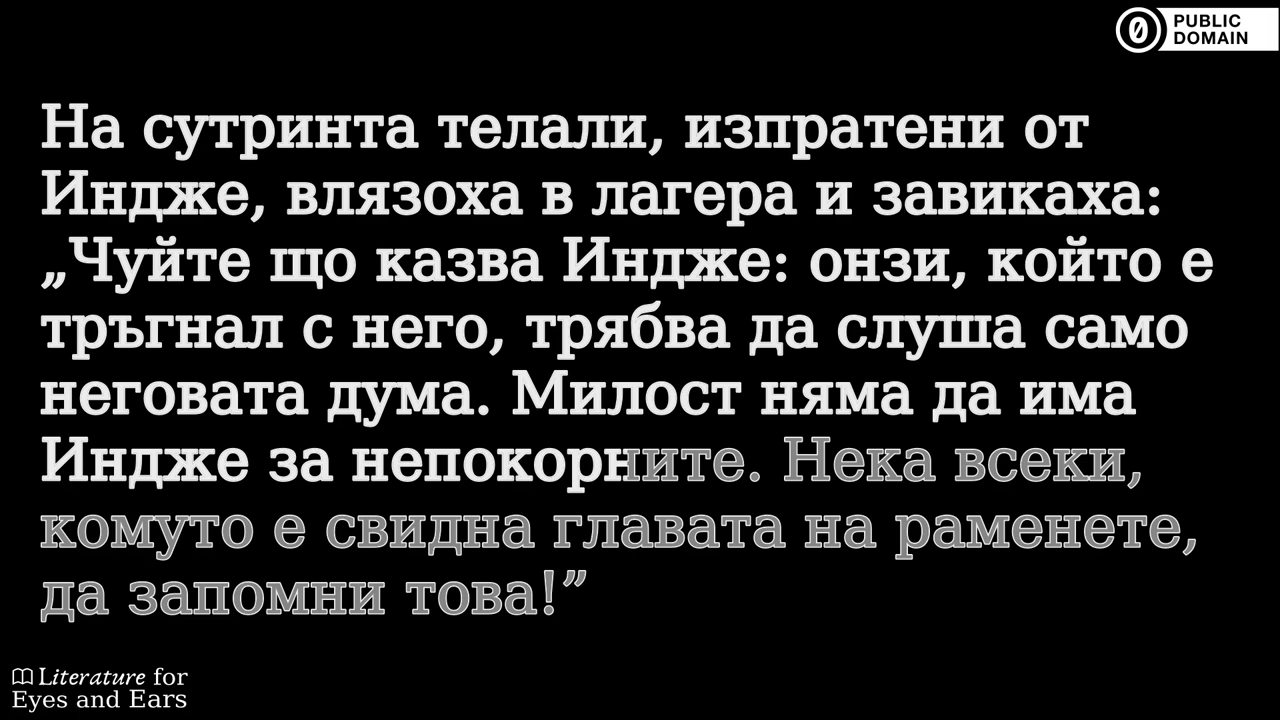 PUBLIC
DOMAIN
На сутринта телали, изпратени от
Индже, влязоха в лагера и завикаха:
„Чуйте що казва Индже: онзи, който е
тръгнал с него, трябва да слуша само
неговата дума. Милост няма да има
Индже за непокорните. Нека всеки,
комуто е свидна главата на раменете,
да запомни това!”
Literature for
Eyes and Ears